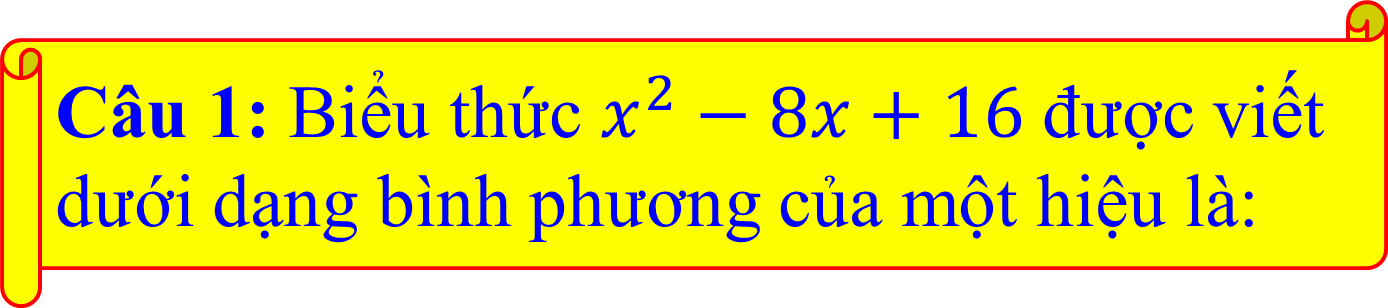 Câu 1: Biểu thức 𝑥² − 8𝑥 + 16 được viết
dưới dạng bình phương của một hiệu là: